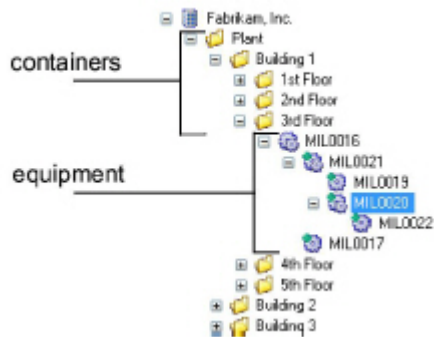 Fabrikam, Inc.
Plant
Building 1
containers
1st Floor
2nd Floor
3rd Floor
MIL0016
MIL0021
equipment
MIL0019
MIL0020
MIL0022
MIL0017
4th Floor
5th Floor
Building 2
Building 3